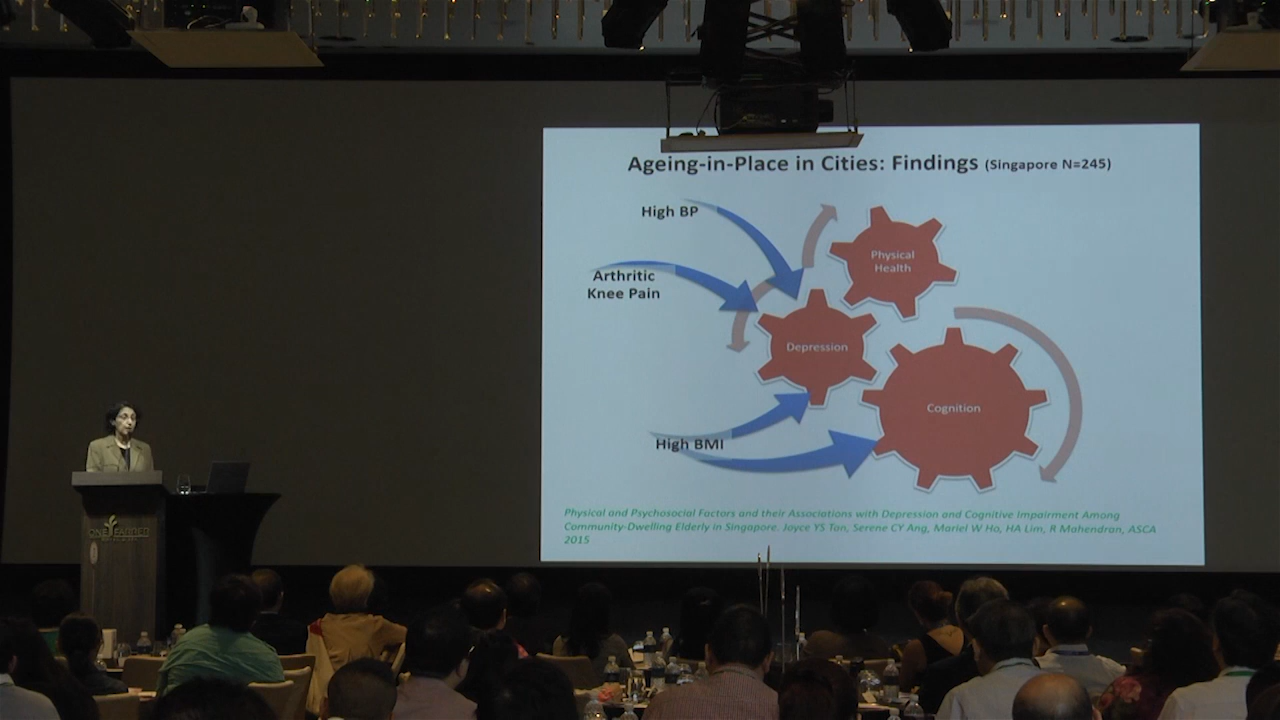 Ageing-in-Place in Cities: Findings (Singapore N=245)
High BP
Physical
Health
Arthritic
Knee Pain
Depression
Cognition
High BMI
Physical and Psychosocial Factors and their Associations with Depression and Cognitive Impairment Among
Community-Dwelling Elderly in Singapore. Joyce YS Tan, Serene CY Ang, Mariel W Ho, HA Lim, R Mahendran, ASCA
2015
ONE FARRER